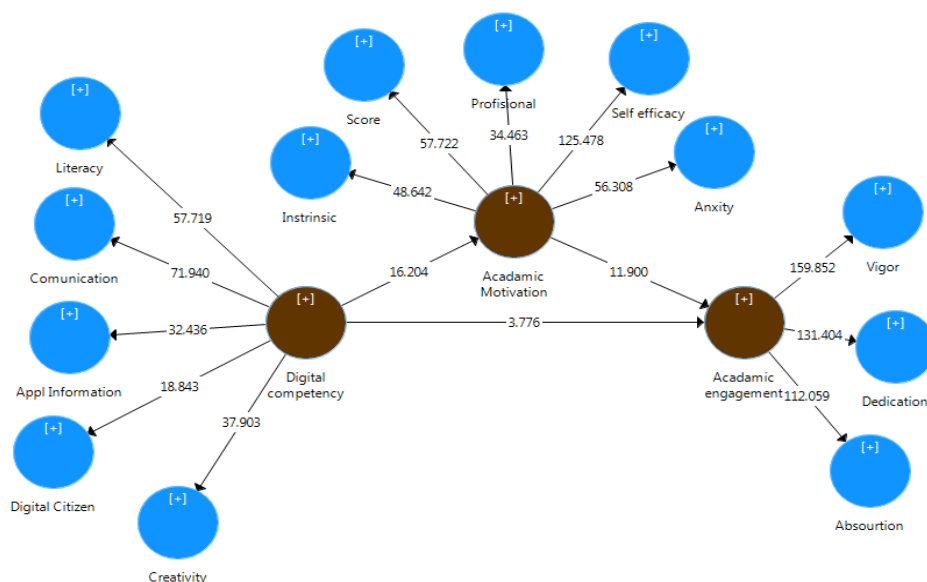 [+]
Score
[+]
Profisional
[+]
Self efficacy
[+]
Literacy
[+]
Instrinsic
[+]
Anxity
57.722
34.463
125.478
48.642
56.308
[+]
Acadamic
Motivation
[+]
Comunication
57.719
71.940
16.204
11.900
[+]
Vigor
159.852
[+]
Appl Information
32.436
[+]
Digital
competency
3.776
[+]
Acadamic
engagement
131.404
[+]
Dedication
112.059
18.843
37.903
[+]
Digital Citizen
[+]
Creativity
[+]
Absourtion